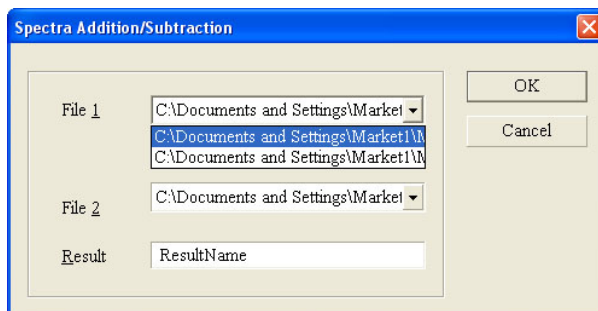 Spectra Addition/Subtraction
OK
File 1
C:\Documents and Settings\Market
C:\Documents and Settings\Market1\M
C:\Documents and Settings\Market1\M
Cancel
File 2
C:\Documents and Settings\Market
Result
ResultName